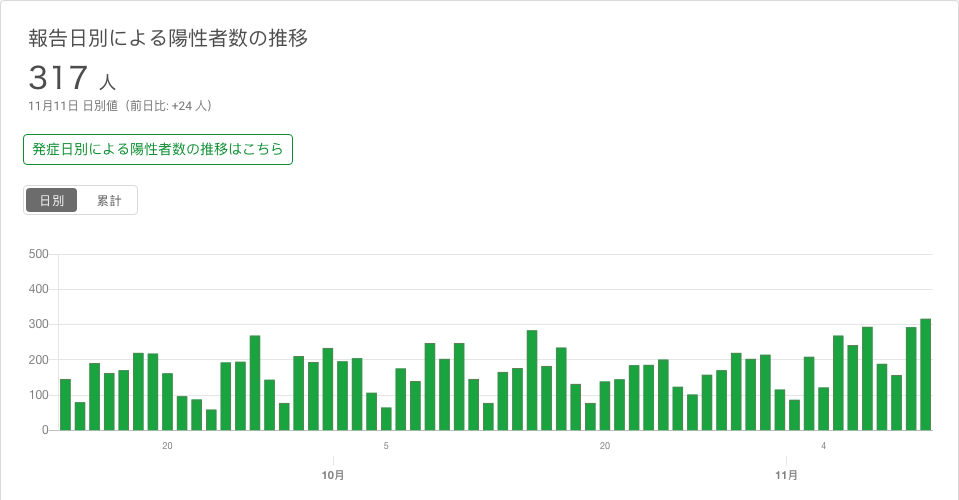 報告日別による陽性者数の推移
317 人
11月11日 日別値（前日比: +24 人）
発症日別による陽性者数の推移はこちら
日別 累計
500
400
300
200
100
0
20 5 20 4
10月 11月